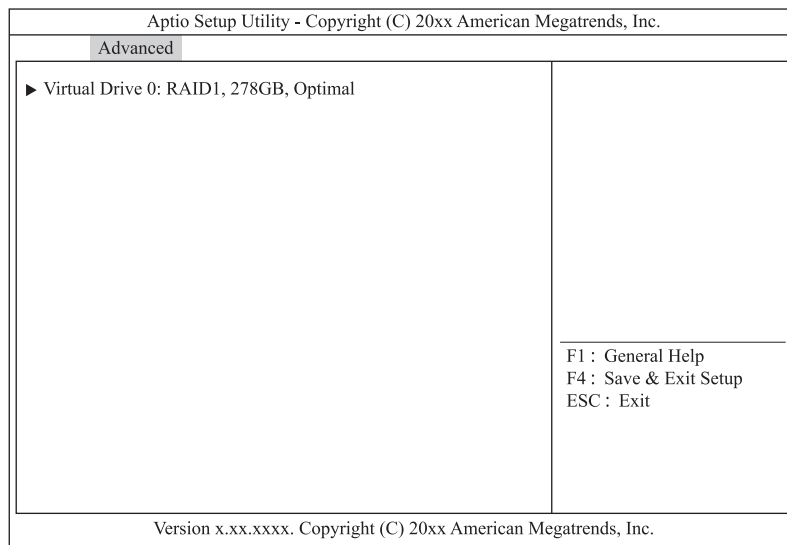 Aptio Setup Utility - Copyright (C) 20xx American Megatrends, Inc.
Advanced
▶ Virtual Drive 0: RAID1, 278GB, Optimal
F1 : General Help
F4 : Save & Exit Setup
ESC : Exit
Version x.xx.xxxx. Copyright (C) 20xx American Megatrends, Inc.